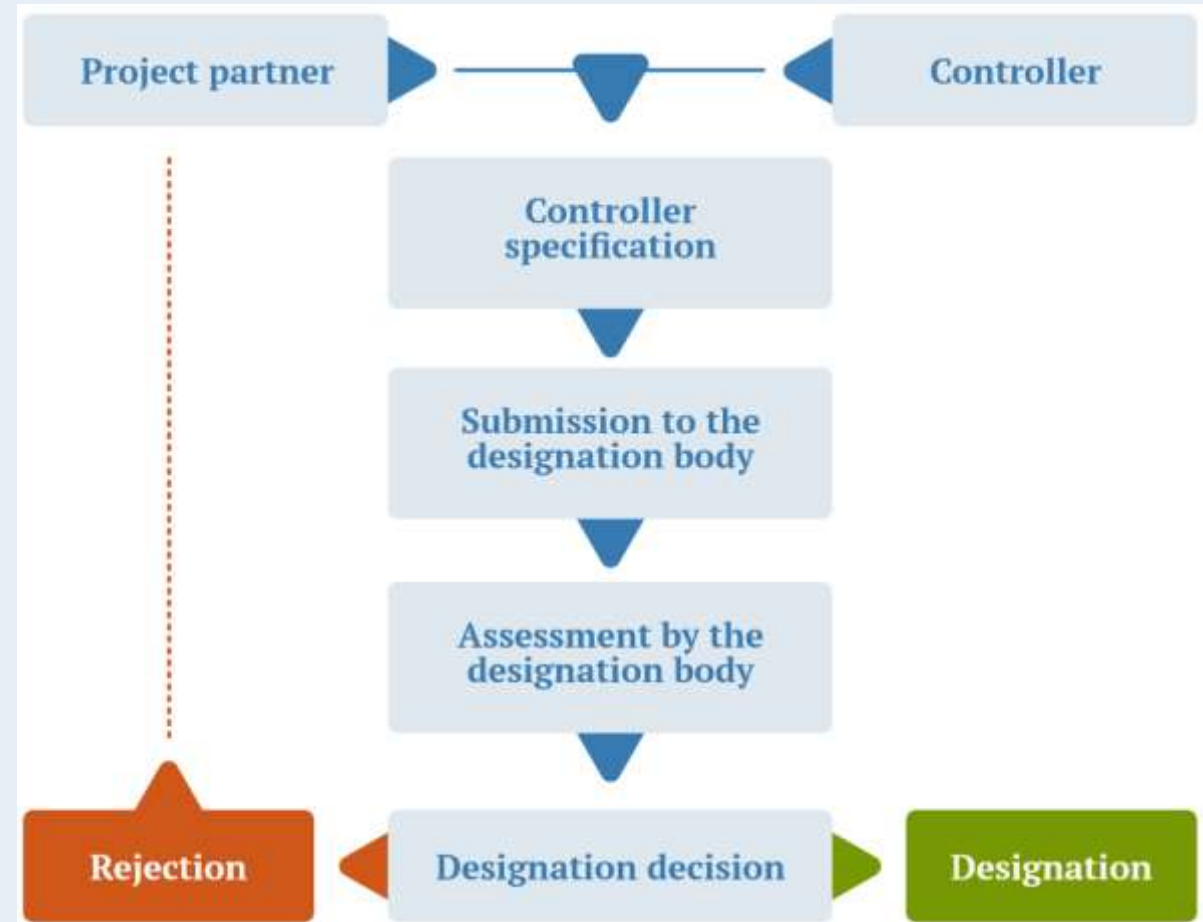 Project partner
Controller
Controller
specification
Submission to the
designation body
Assessment by the
designation body
Rejection
Designation decision
Designation